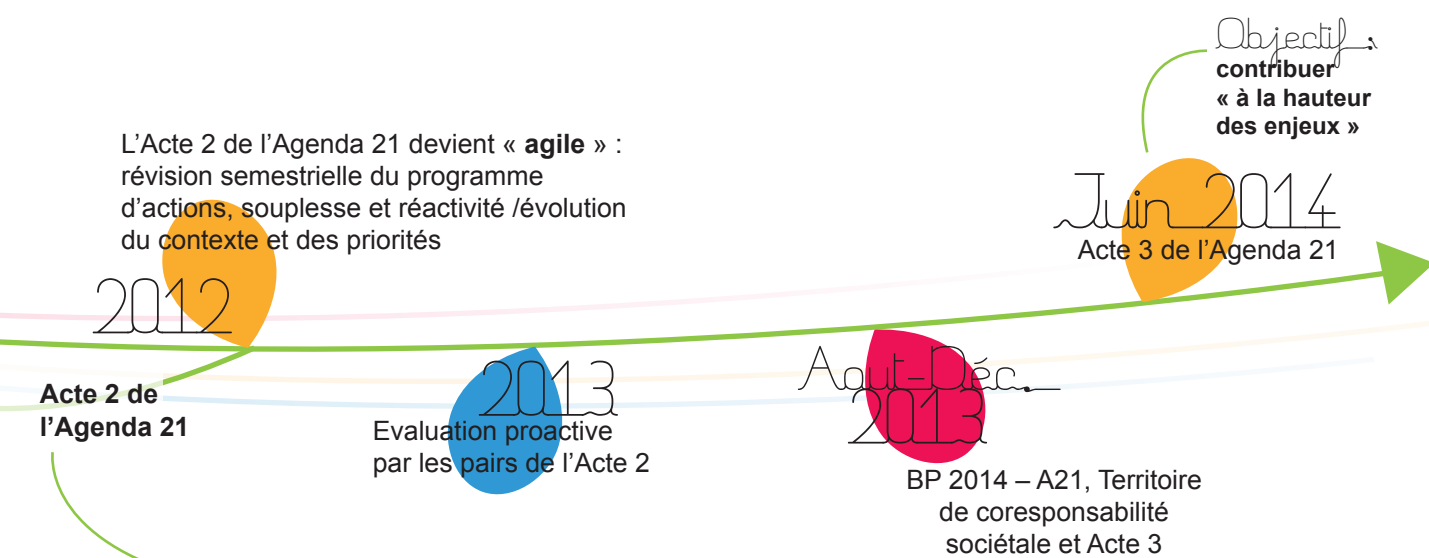 Objectif :
contribuer
« à la hauteur
des enjeux »
L’Acte 2 de l’Agenda 21 devient « agile » :
révision semestrielle du programme
d’actions, souplesse et réactivité /évolution
du contexte et des priorités
2012
Acte 2 de
l’Agenda 21
2013
Evaluation proactive
par les pairs de l’Acte 2
Aout-Déc.
2013
BP 2014 – A21, Territoire
de coresponsabilité
sociétale et Acte 3
Juin 2014
Acte 3 de l’Agenda 21